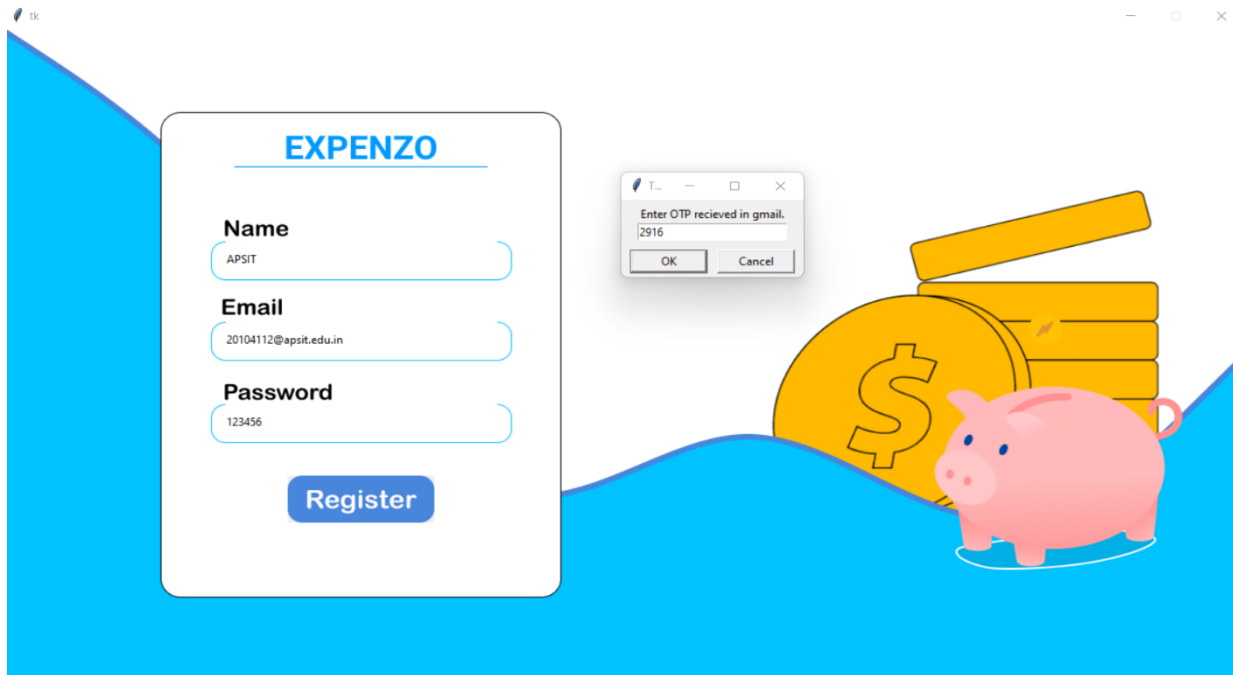 tk
EXPENZO
Name
APSIT
Email
20104112@apsit.edu.in
Password
123456
Register
T...
Enter OTP recieved in gmail.
2916
OK Cancel
$